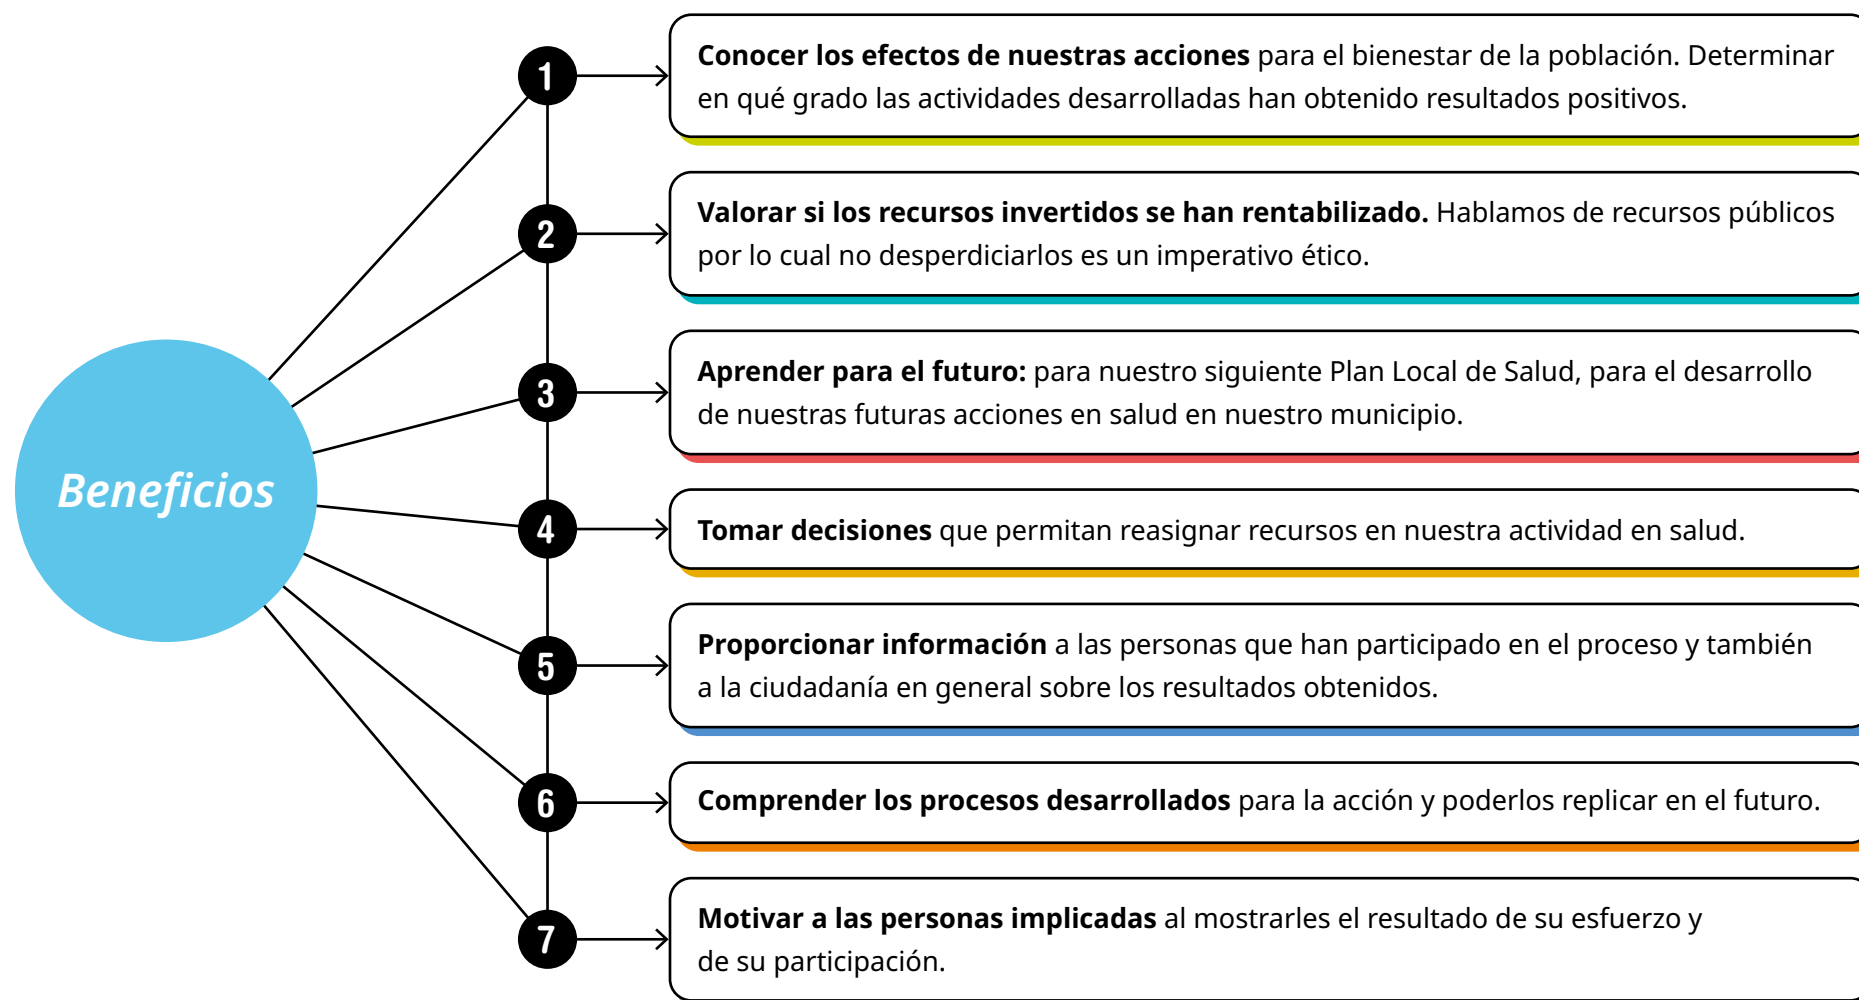 Beneficios
1
Conocer los efectos de nuestras acciones para el bienestar de la población. Determinar
en qué grado las actividades desarrolladas han obtenido resultados positivos.
2
Valorar si los recursos invertidos se han rentabilizado. Hablamos de recursos públicos
por lo cual no desperdiciarlos es un imperativo ético.
3
Aprender para el futuro: para nuestro siguiente Plan Local de Salud, para el desarrollo
de nuestras futuras acciones en salud en nuestro municipio.
4
Tomar decisiones que permitan reasignar recursos en nuestra actividad en salud.
5
Proporcionar información a las personas que han participado en el proceso y también
a la ciudadanía en general sobre los resultados obtenidos.
6
Comprender los procesos desarrollados para la acción y poderlos replicar en el futuro.
7
Motivar a las personas implicadas al mostrarles el resultado de su esfuerzo y
de su participación.